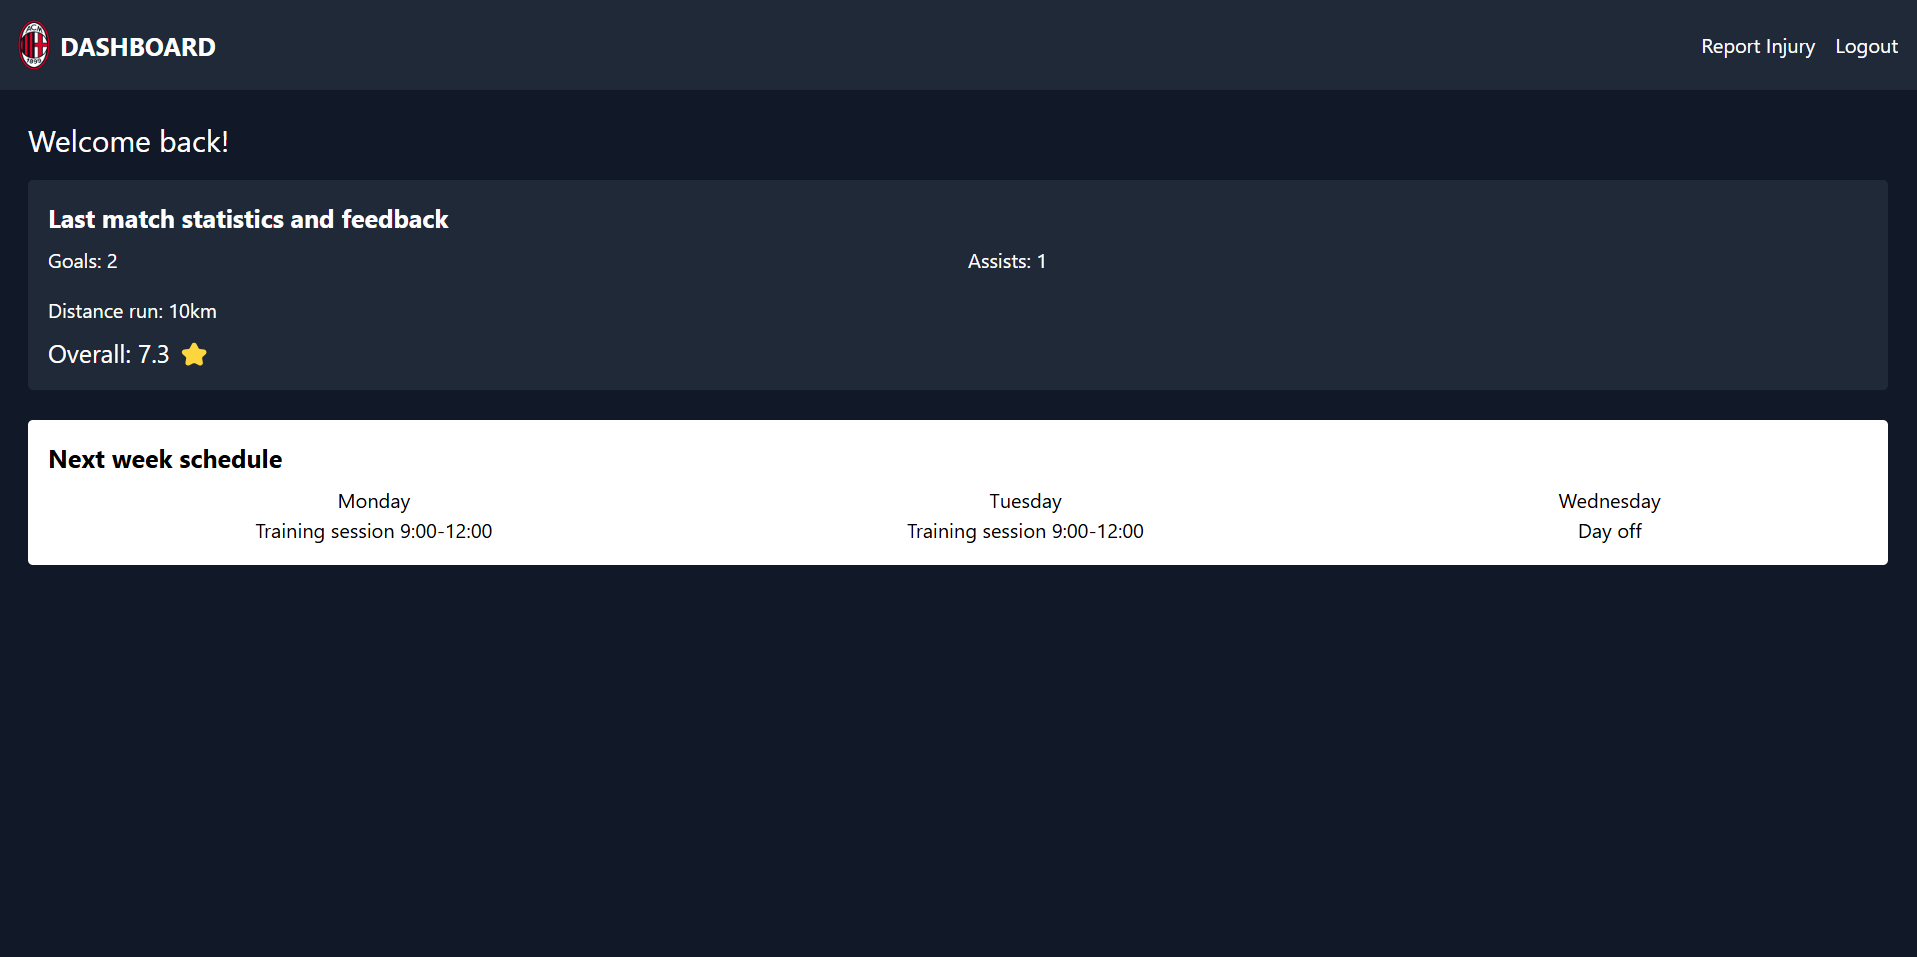 ACM
1899
DASHBOARD
Report Injury
Logout
Welcome back!
Last match statistics and feedback
Goals: 2
Assists: 1
Distance run: 10km
Overall: 7.3
Next week schedule
Monday
Tuesday
Wednesday
Training session 9:00-12:00
Training session 9:00-12:00
Day off